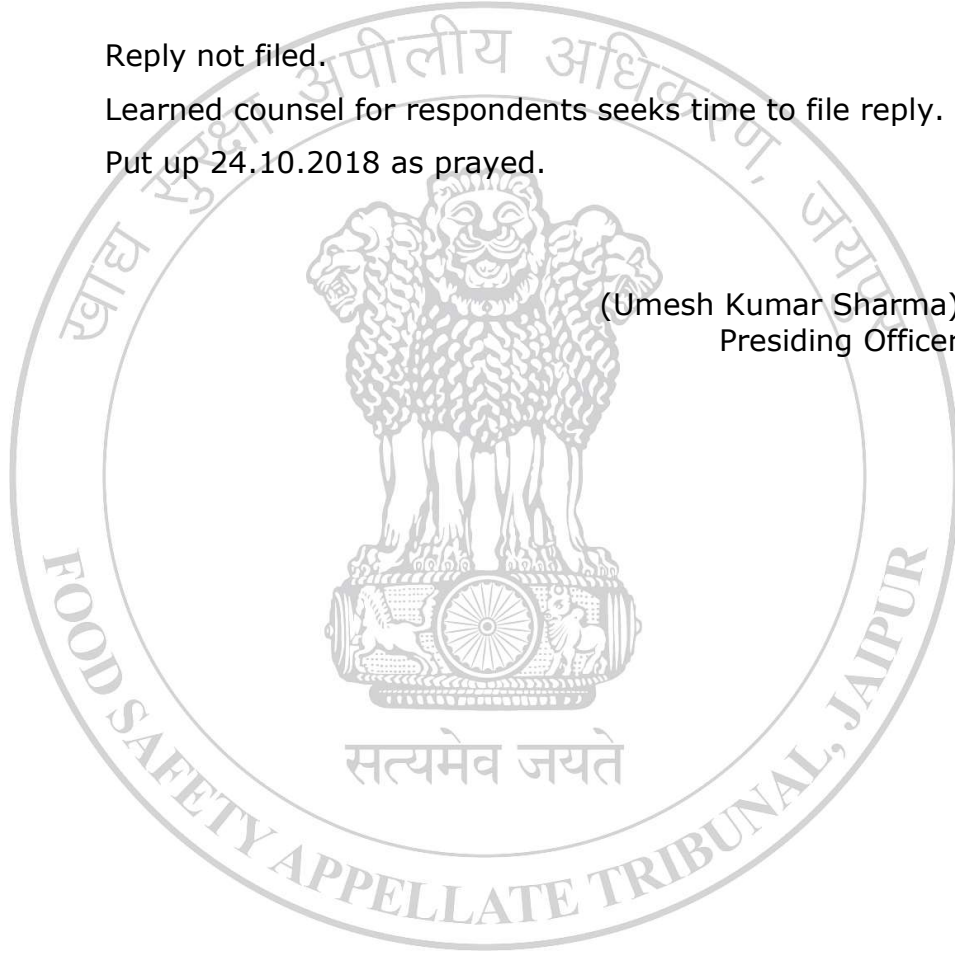 Reply not filed.
Learned counsel for respondents seeks time to file reply.
Put up 24.10.2018 as prayed.
(Umesh Kumar Sharma)
Presiding Officer
खाद्य सुरक्षा अपीलीय अधिकरण, जयपुर
सत्यमेव जयते
FOOD SAFETY APPELLATE TRIBUNAL, JAIPUR